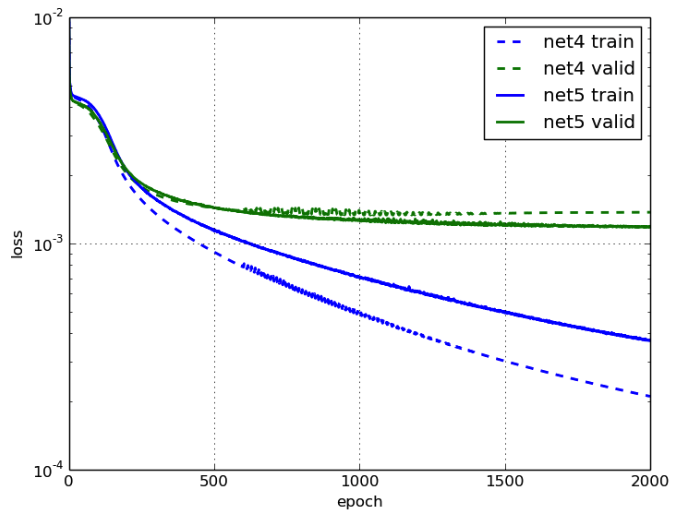 10^-2
net4 train
net4 valid
net5 train
net5 valid
loss
10^-3
10^-4
0
500
1000
1500
2000
epoch